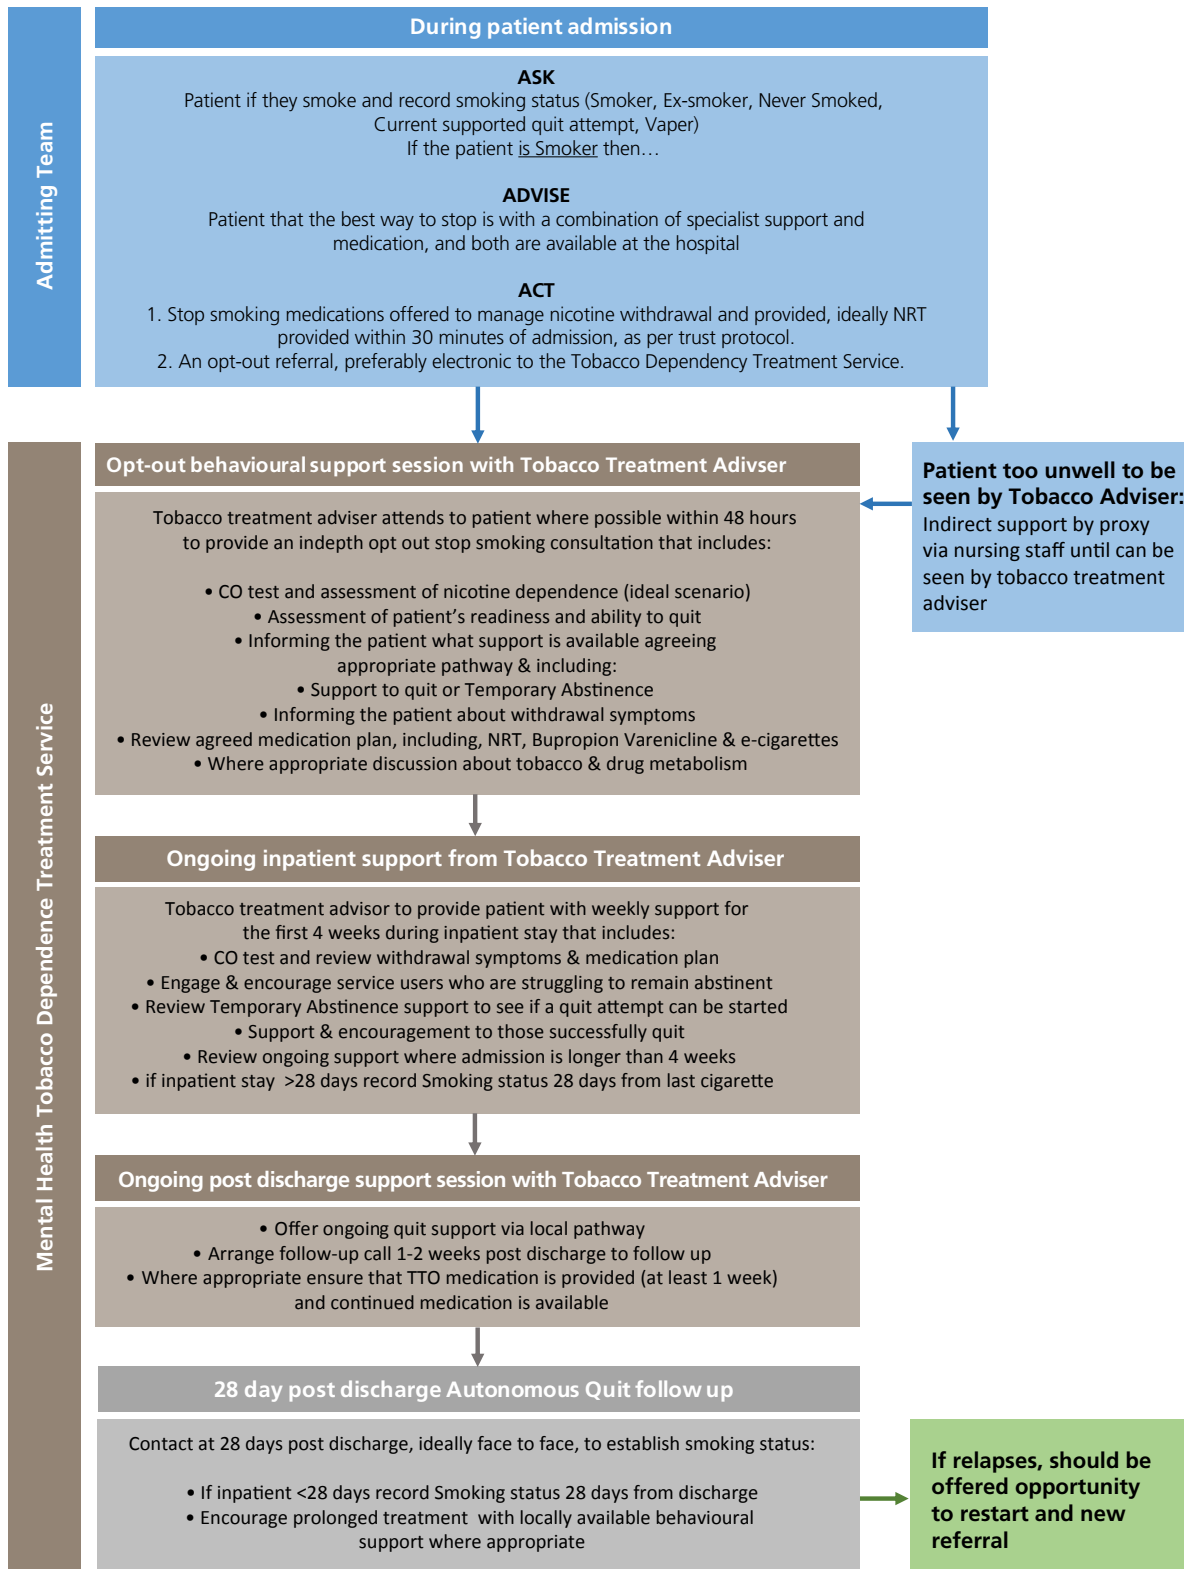 During patient admission
Admitting Team
ASK
Patient if they smoke and record smoking status (Smoker, Ex-smoker, Never Smoked,
Current supported quit attempt, Vaper)
If the patient is Smoker then…
ADVISE
Patient that the best way to stop is with a combination of specialist support and
medication, and both are available at the hospital
ACT
1. Stop smoking medications offered to manage nicotine withdrawal and provided, ideally NRT
provided within 30 minutes of admission, as per trust protocol.
2. An opt-out referral, preferably electronic to the Tobacco Dependency Treatment Service.
Mental Health Tobacco Dependence Treatment Service
Opt-out behavioural support session with Tobacco Treatment Adivser
Tobacco treatment adviser attends to patient where possible within 48 hours
to provide an indepth opt out stop smoking consultation that includes:
• CO test and assessment of nicotine dependence (ideal scenario)
• Assessment of patient’s readiness and ability to quit
• Informing the patient what support is available agreeing
appropriate pathway & including:
• Support to quit or Temporary Abstinence
• Informing the patient about withdrawal symptoms
• Review agreed medication plan, including, NRT, Bupropion Varenicline & e-cigarettes
• Where appropriate discussion about tobacco & drug metabolism
Patient too unwell to be
seen by Tobacco Adviser:
Indirect support by proxy
via nursing staff until can be
seen by tobacco treatment
adviser
Ongoing inpatient support from Tobacco Treatment Adviser
Tobacco treatment advisor to provide patient with weekly support for
the first 4 weeks during inpatient stay that includes:
• CO test and review withdrawal symptoms & medication plan
• Engage & encourage service users who are struggling to remain abstinent
• Review Temporary Abstinence support to see if a quit attempt can be started
• Support & encouragement to those successfully quit
• Review ongoing support where admission is longer than 4 weeks
• if inpatient stay >28 days record Smoking status 28 days from last cigarette
Ongoing post discharge support session with Tobacco Treatment Adviser
• Offer ongoing quit support via local pathway
• Arrange follow-up call 1-2 weeks post discharge to follow up
• Where appropriate ensure that TTO medication is provided (at least 1 week)
and continued medication is available
28 day post discharge Autonomous Quit follow up
Contact at 28 days post discharge, ideally face to face, to establish smoking status:
• If inpatient <28 days record Smoking status 28 days from discharge
• Encourage prolonged treatment with locally available behavioural
support where appropriate
If relapses, should be
offered opportunity
to restart and new
referral